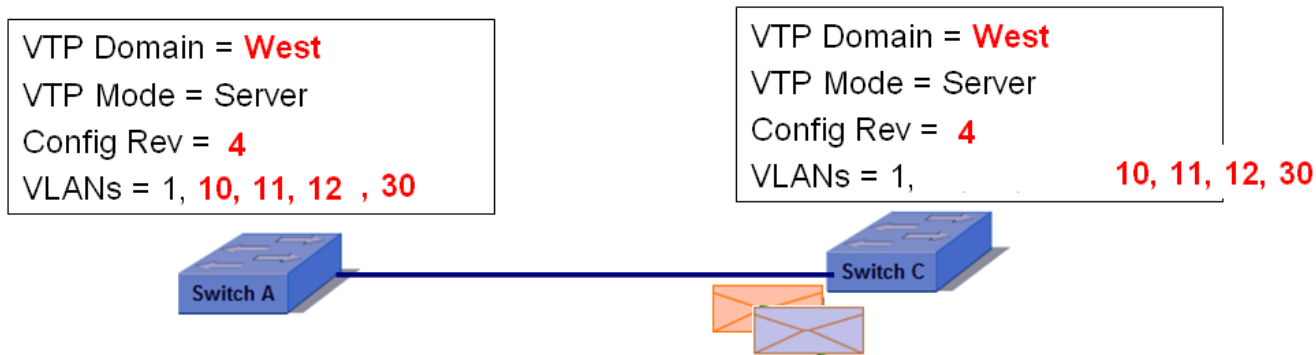 VTP Domain = West
VTP Mode = Server
Config Rev = 4
VLANs = 1, 10, 11, 12 , 30
VTP Domain = West
VTP Mode = Server
Config Rev = 4
VLANs = 1, 10, 11, 12, 30
Switch A
Switch C